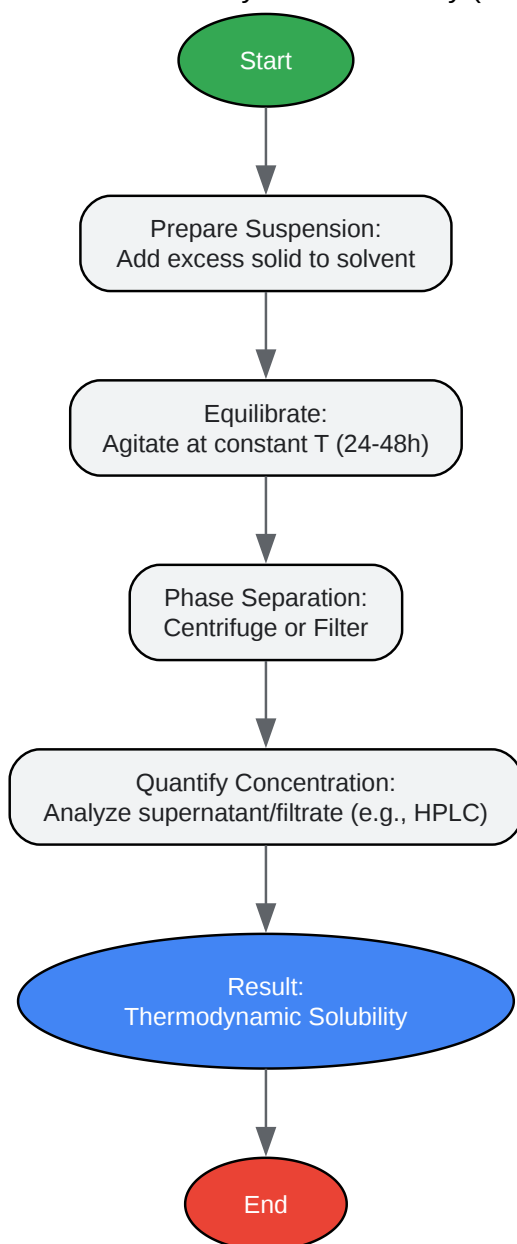 Start
Prepare Suspension:
Add excess solid to solvent
Equilibrate:
Agitate at constant T (24-48h)
Phase Separation:
Centrifuge or Filter
Quantify Concentration:
Analyze supernatant/filtrate (e.g., HPLC)
Result:
Thermodynamic Solubility
End